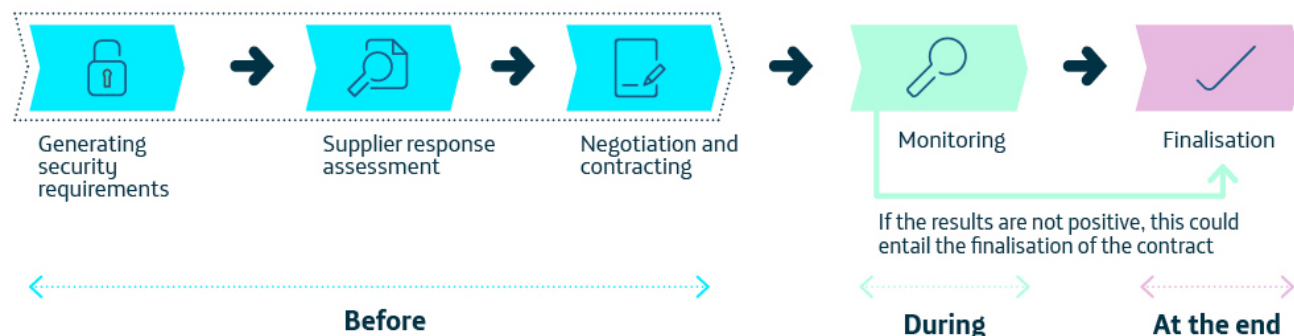 Generating
security
requirements
Supplier response
assessment
Negotiation and
contracting
Monitoring
Finalisation
If the results are not positive, this could
entail the finalisation of the contract
Before
During
At the end